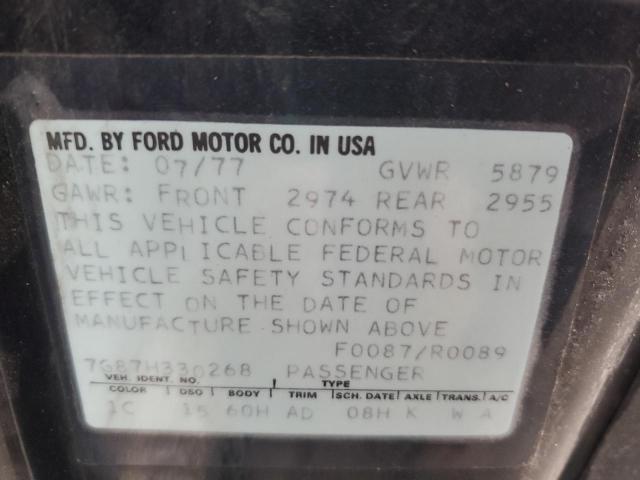 MFD. BY FORD MOTOR CO. IN USA
DATE: 07/77 GVWR 5879
GAWR: FRONT 2974 REAR 2955
THIS VEHICLE CONFORMS TO
ALL APPLICABLE FEDERAL MOTOR
VEHICLE SAFETY STANDARDS IN
EFFECT ON THE DATE OF
MANUFACTURE SHOWN ABOVE
F0087/R0089
7G87H330268 PASSENGER
VEH. IDENT. NO. TYPE
COLOR DSO BODY TRIM SCH. DATE AXLE TRANS. A/C
1C 15 60H AD 08H K W A